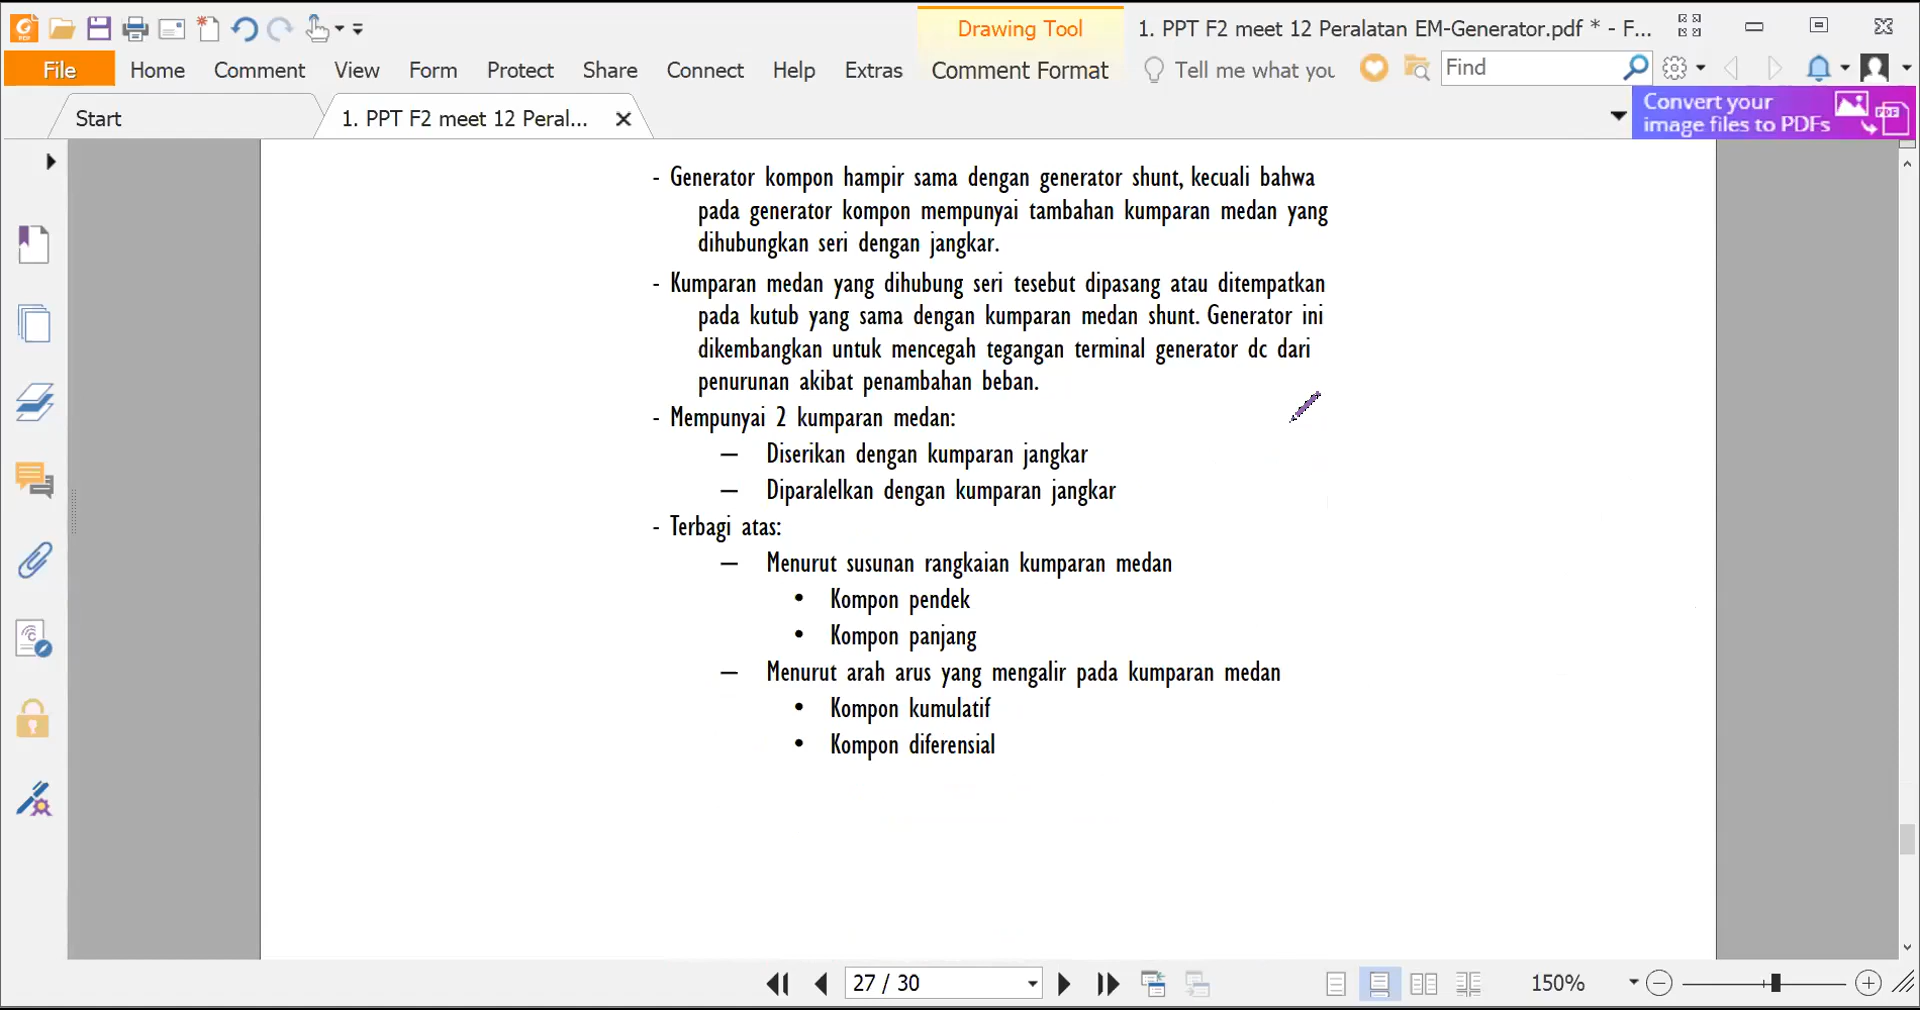 Drawing Tool
1. PPT F2 meet 12 Peralatan EM-Generator.pdf * - F...
File
Home
Comment
View
Form
Protect
Share
Connect
Help
Extras
Comment Format
Tell me what you
Find
Start
1. PPT F2 meet 12 Peral...
Convert your
image files to PDFs
PDF
- Generator kompon hampir sama dengan generator shunt, kecuali bahwa
pada generator kompon mempunyai tambahan kumparan medan yang
dihubungkan seri dengan jangkar.
- Kumparan medan yang dihubung seri tesebut dipasang atau ditempatkan
pada kutub yang sama dengan kumparan medan shunt. Generator ini
dikembangkan untuk mencegah tegangan terminal generator dc dari
penurunan akibat penambahan beban.
- Mempunyai 2 kumparan medan:
— Diserikan dengan kumparan jangkar
— Diparalelkan dengan kumparan jangkar
- Terbagi atas:
— Menurut susunan rangkaian kumparan medan
• Kompon pendek
• Kompon panjang
— Menurut arah arus yang mengalir pada kumparan medan
• Kompon kumulatif
• Kompon diferensial
27 / 30
150%